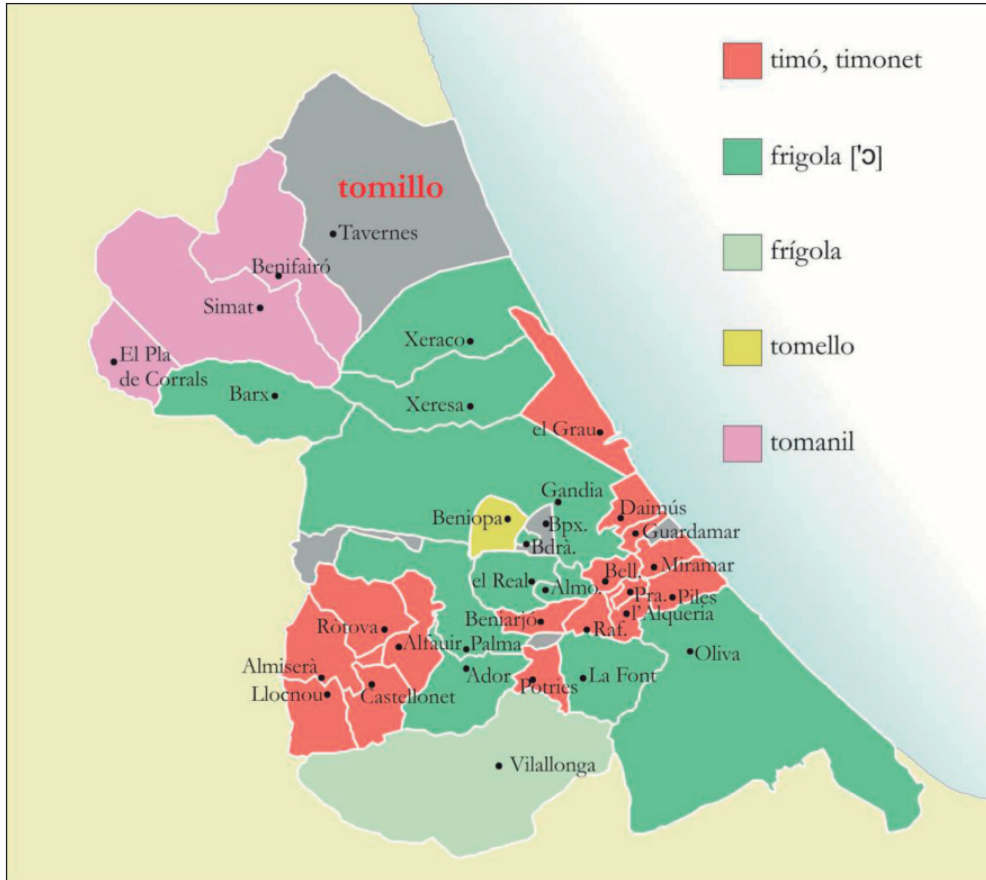 timó, timonet
frigola ['ɔ]
frígola
tomello
tomanil
tomillo
Tavernes
Benifairó
Simat
El Pla
de Corrals
Barx
Xeraco
Xeresa
el Grau
Gandia
Beniopa
Bpx.
Bdrà.
Daimús
Guardamar
Miramar
el Real
Almo.
Bell.
Pra.
Piles
l'Alqueria
Beniarjó
Raf.
Ròtova
Alfauir
Palma
Oliva
Almiserà
Llocnou
Castellonet
Ador
Potries
La Font
Vilallonga